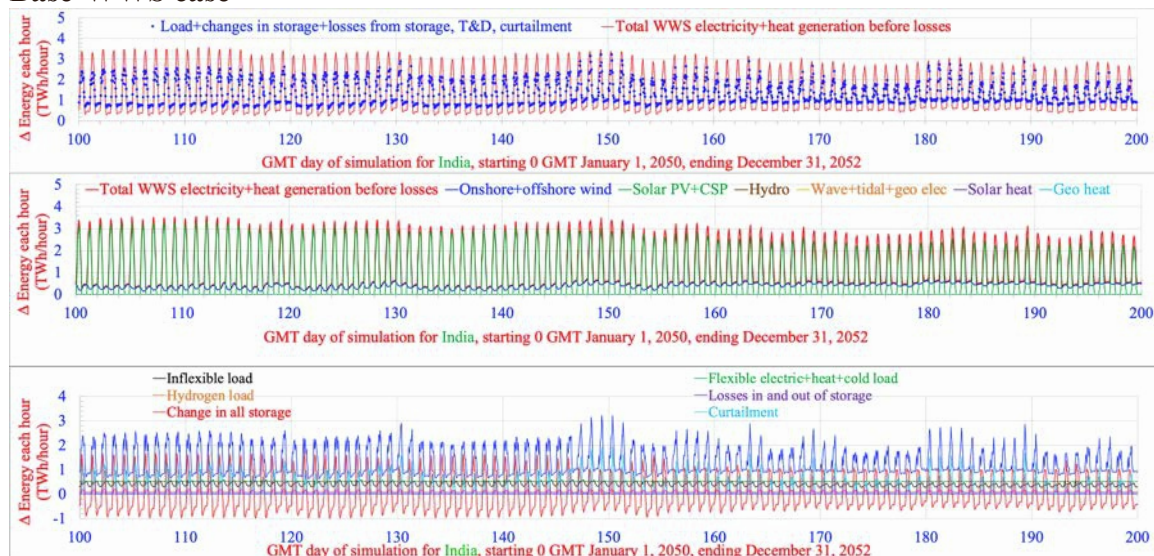 Base WWS case
• Load+changes in storage+losses from storage, T&D, curtailment —Total WWS electricity+heat generation before losses
Δ Energy each hour
(TWh/hour)
5
4
3
2
1
0
100 110 120 130 140 150 160 170 180 190 200
GMT day of simulation for India, starting 0 GMT January 1, 2050, ending December 31, 2052
—Total WWS electricity+heat generation before losses —Onshore+offshore wind —Solar PV+CSP —Hydro —Wave+tidal+geo elec —Solar heat —Geo heat
Δ Energy each hour
(TWh/hour)
5
4
3
2
1
0
100 110 120 130 140 150 160 170 180 190 200
GMT day of simulation for India, starting 0 GMT January 1, 2050, ending December 31, 2052
—Inflexible load —Flexible electric+heat+cold load
—Hydrogen load —Losses in and out of storage
—Change in all storage —Curtailment
Δ Energy each hour
(TWh/hour)
4
3
2
1
0
-1
100 110 120 130 140 150 160 170 180 190 200
GMT day of simulation for India, starting 0 GMT January 1, 2050, ending December 31, 2052